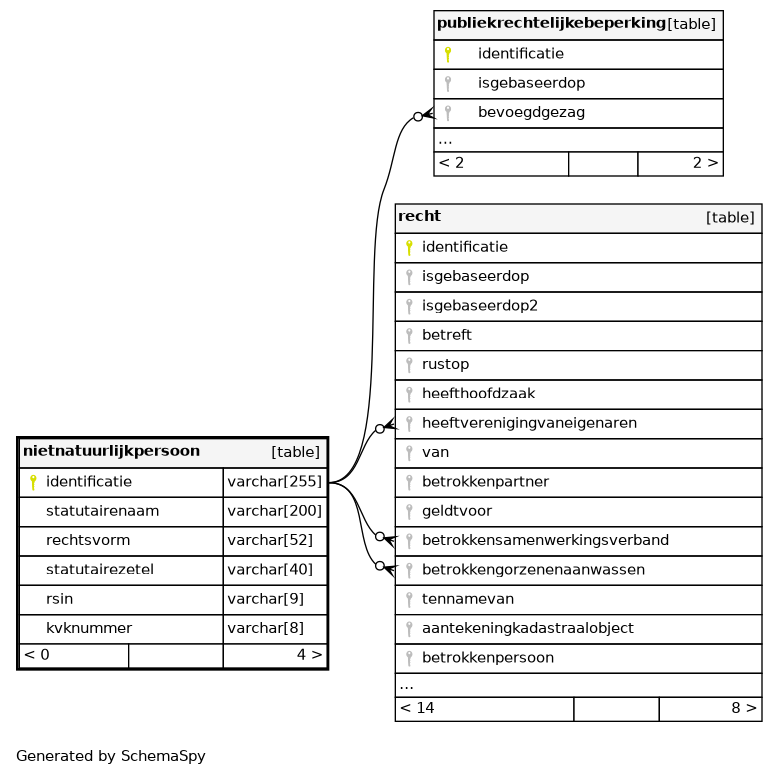 publiekrechtelijkebeperking [table]
identificatie
isgebaseerdop
bevoegdgezag
...
< 2 2 >
recht [table]
identificatie
isgebaseerdop
isgebaseerdop2
betreft
rustop
heefthoofdzaak
heeftverenigingvaneigenaren
van
betrokkenpartner
geldtvoor
betrokkensamenwerkingsverband
betrokkengorzenenaanwassen
tennamevan
aantekeningkadastraalobject
betrokkenpersoon
...
< 14 8 >
nietnatuurlijkpersoon [table]
identificatie varchar[255]
statutairenaam varchar[200]
rechtsvorm varchar[52]
statutairezetel varchar[40]
rsin varchar[9]
kvknummer varchar[8]
< 0 4 >
Generated by SchemaSpy